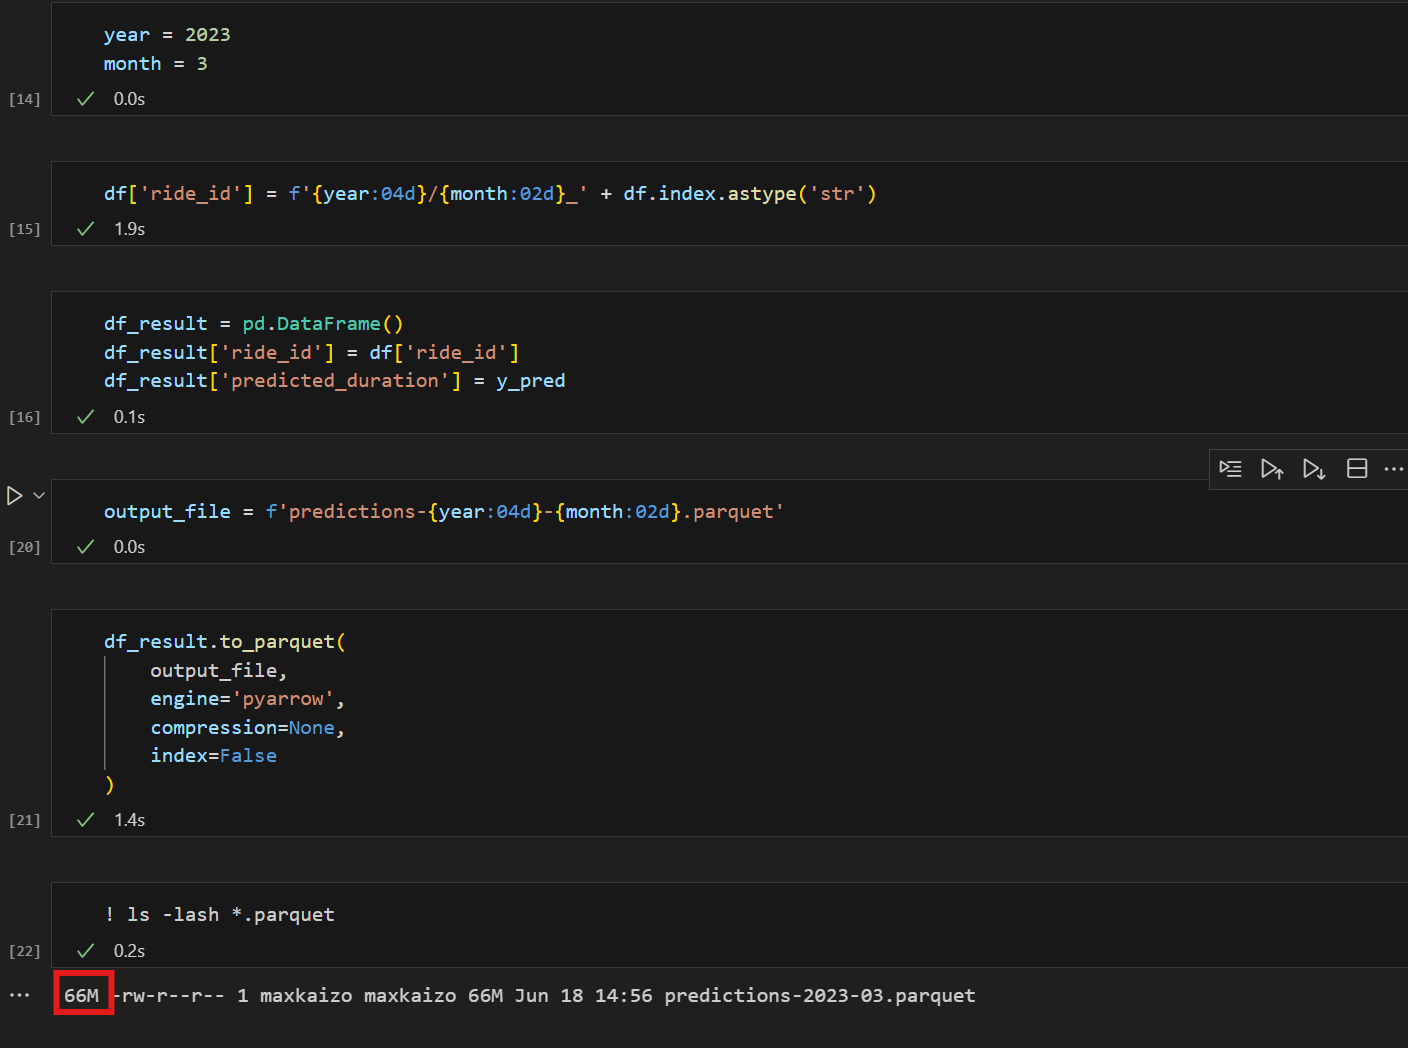 year = 2023
month = 3
[14]
0.0s
df['ride_id'] = f'{year:04d}/{month:02d}_' + df.index.astype('str')
[15]
1.9s
df_result = pd.DataFrame()
df_result['ride_id'] = df['ride_id']
df_result['predicted_duration'] = y_pred
[16]
0.1s
output_file = f'predictions-{year:04d}-{month:02d}.parquet'
[20]
0.0s
df_result.to_parquet(
    output_file,
    engine='pyarrow',
    compression=None,
    index=False
)
[21]
1.4s
! ls -lash *.parquet
[22]
0.2s
66M -rw-r--r-- 1 maxkaizo maxkaizo 66M Jun 18 14:56 predictions-2023-03.parquet